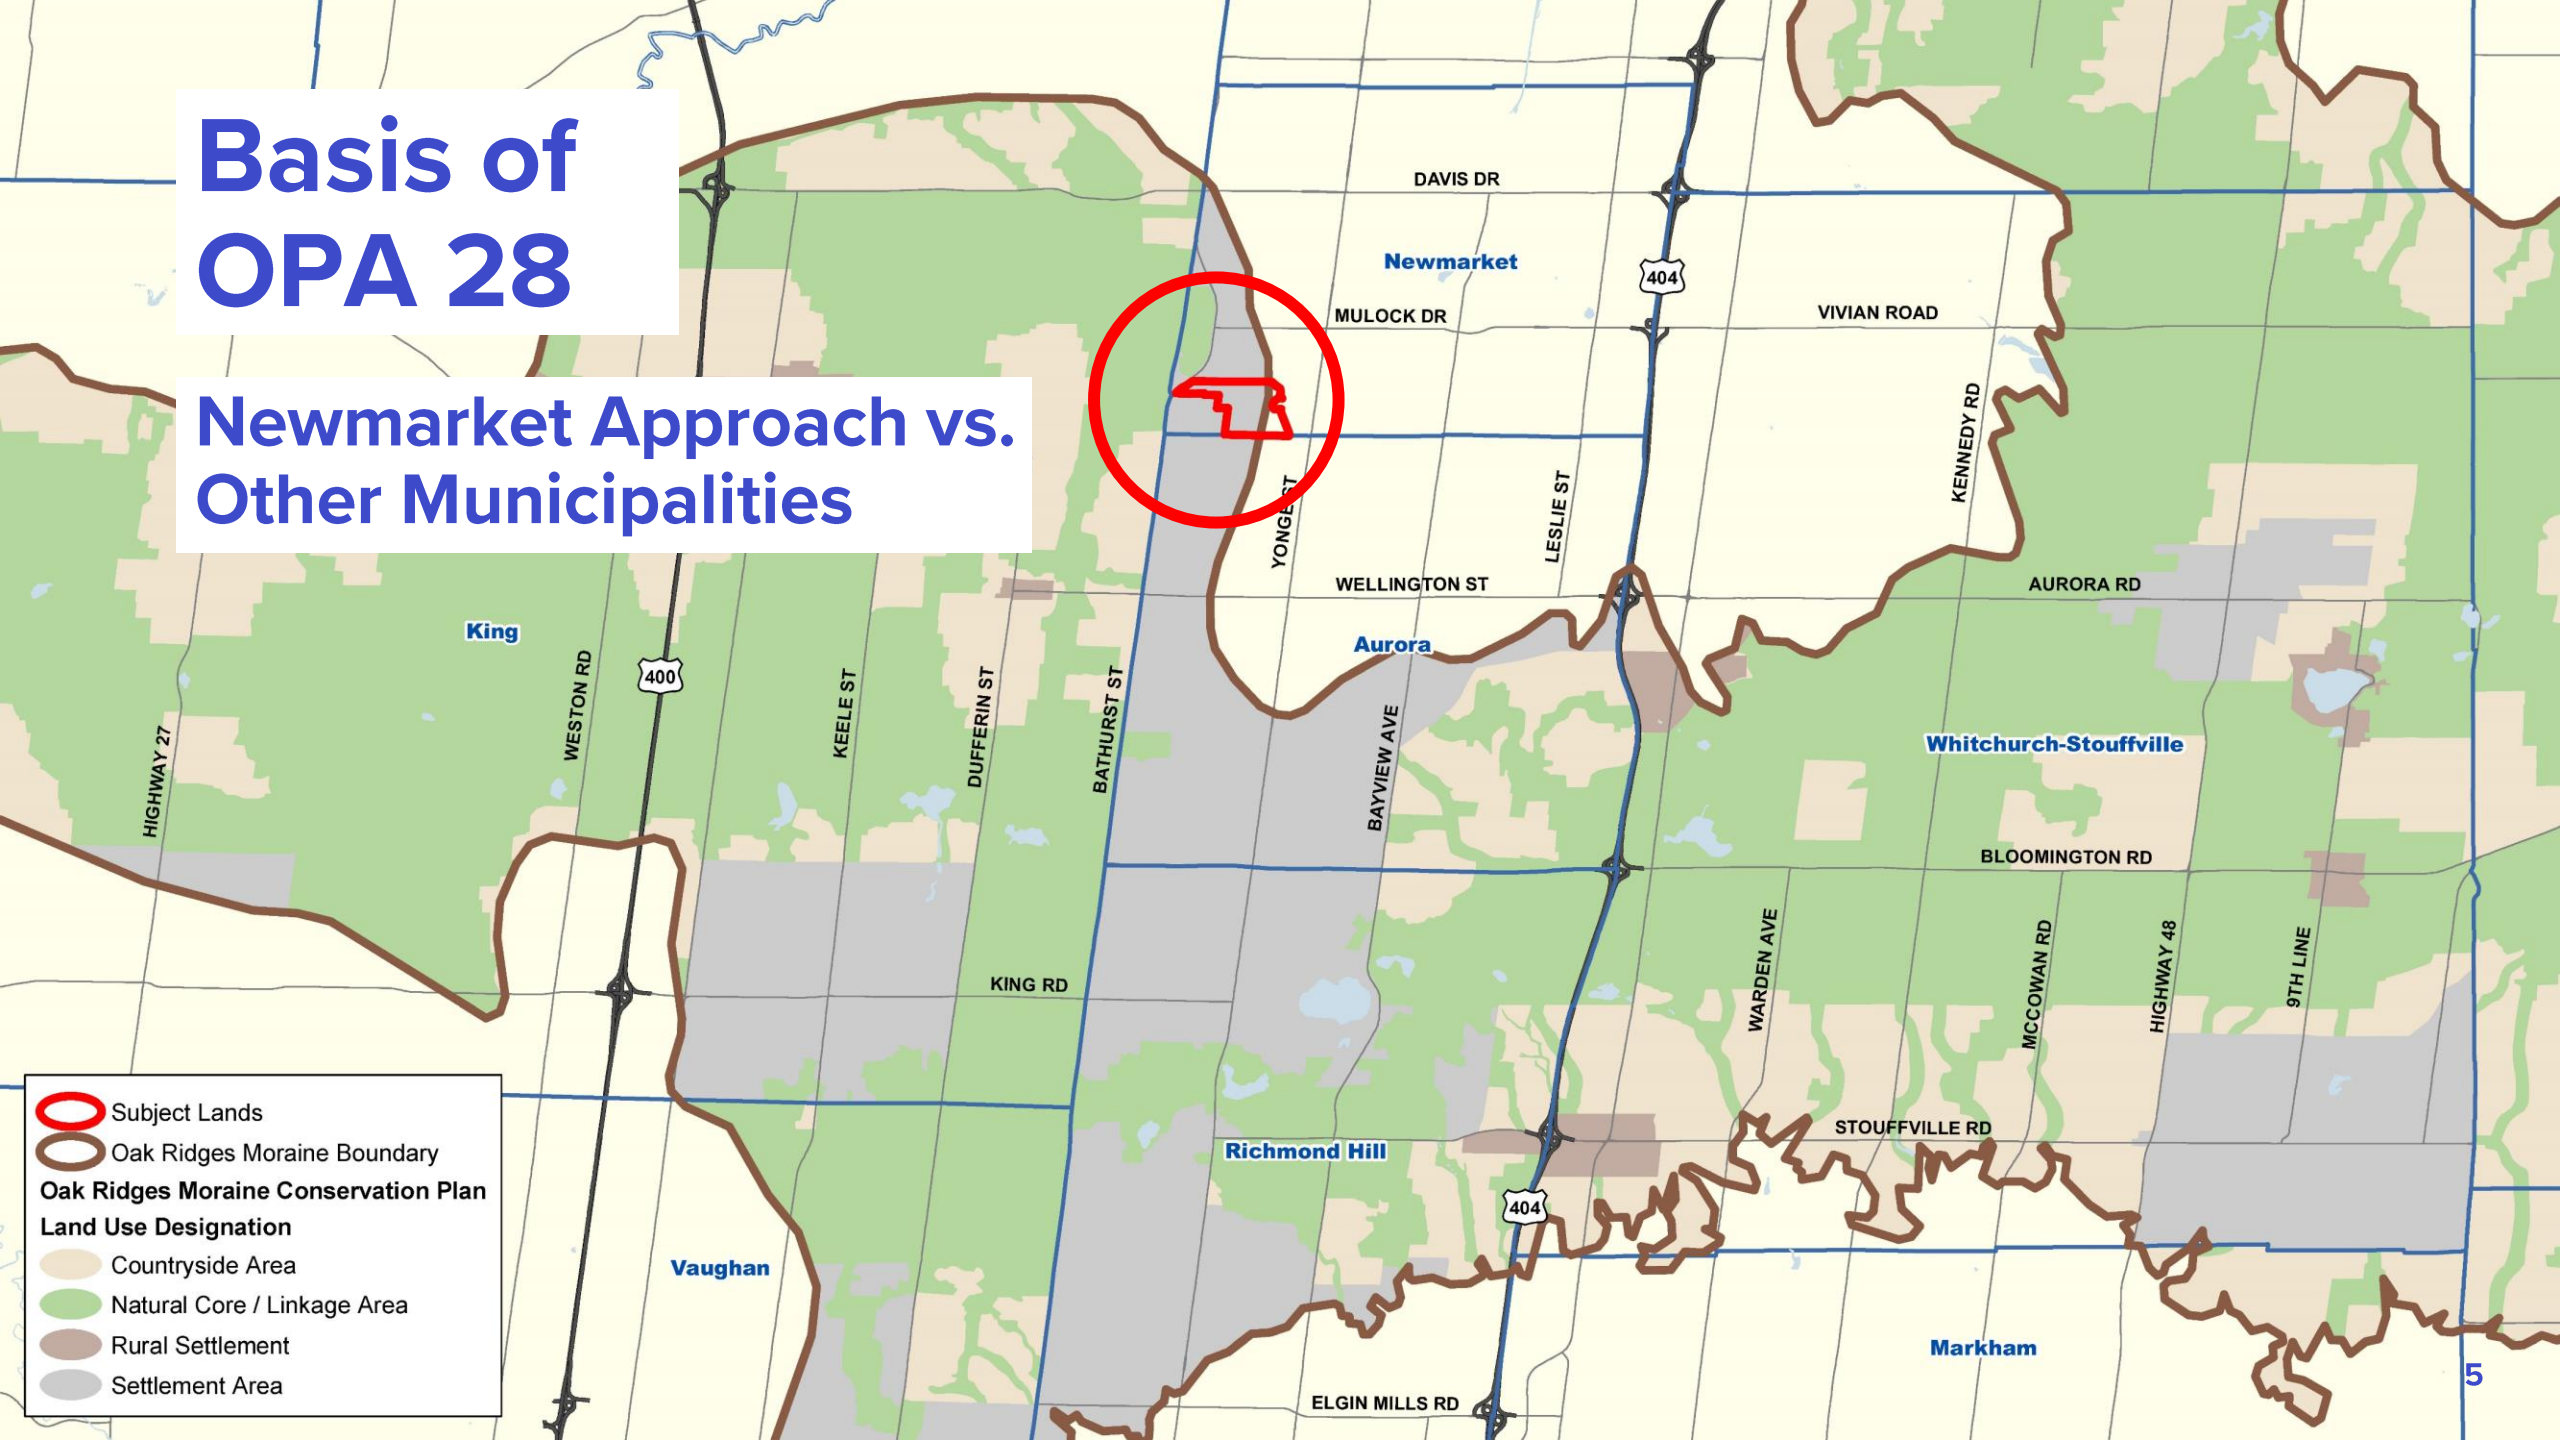 Basis of
OPA 28
Newmarket Approach vs.
Other Municipalities
DAVIS DR
Newmarket
404
MULOCK DR
VIVIAN ROAD
KENNEDY RD
YONGE ST
LESLIE ST
WELLINGTON ST
AURORA RD
King
Aurora
WESTON RD
400
KEELE ST
DUFFERIN ST
BATHURST ST
BAYVIEW AVE
HIGHWAY 27
Whitchurch-Stouffville
BLOOMINGTON RD
KING RD
WARDEN AVE
MCCOWAN RD
HIGHWAY 48
9TH LINE
STOUFFVILLE RD
Richmond Hill
404
Vaughan
Markham
ELGIN MILLS RD
Subject Lands
Oak Ridges Moraine Boundary
Oak Ridges Moraine Conservation Plan
Land Use Designation
Countryside Area
Natural Core / Linkage Area
Rural Settlement
Settlement Area
5